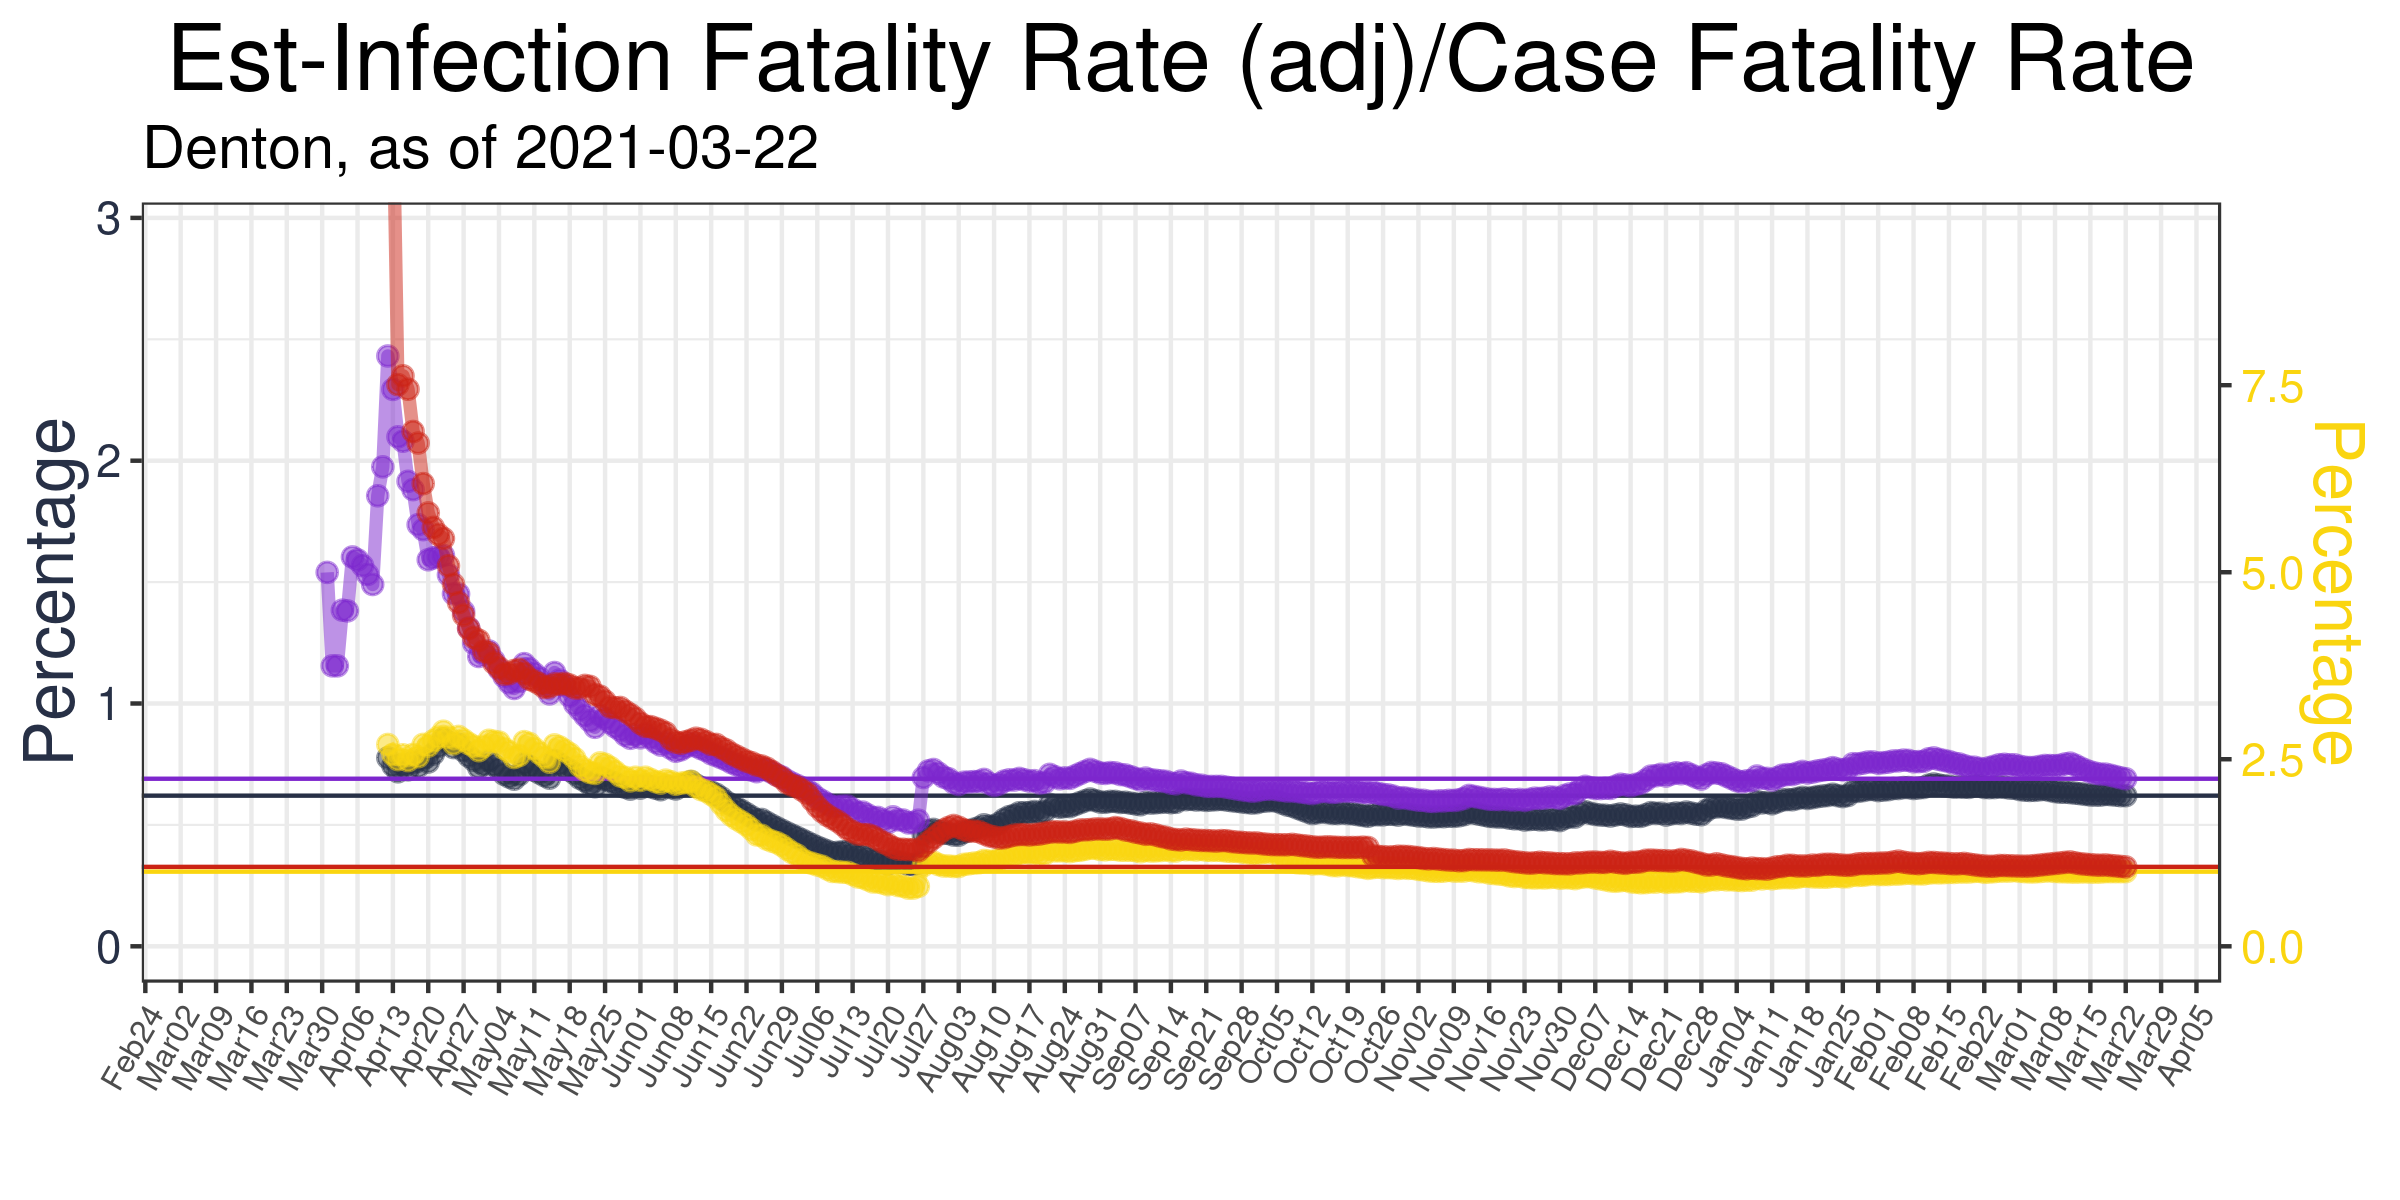 Est-Infection Fatality Rate (adj)/Case Fatality Rate
Denton, as of 2021-03-22
Percentage
3
2
1
0
7.5
5.0
2.5
0.0
Percentage
Feb24
Mar02
Mar09
Mar16
Mar23
Mar30
Apr06
Apr13
Apr20
Apr27
May04
May11
May18
May25
Jun01
Jun08
Jun15
Jun22
Jun29
Jul06
Jul13
Jul20
Jul27
Aug03
Aug10
Aug17
Aug24
Aug31
Sep07
Sep14
Sep21
Sep28
Oct05
Oct12
Oct19
Oct26
Nov02
Nov09
Nov16
Nov23
Nov30
Dec07
Dec14
Dec21
Dec28
Jan04
Jan11
Jan18
Jan25
Feb01
Feb08
Feb15
Feb22
Mar01
Mar08
Mar15
Mar22
Mar29
Apr05